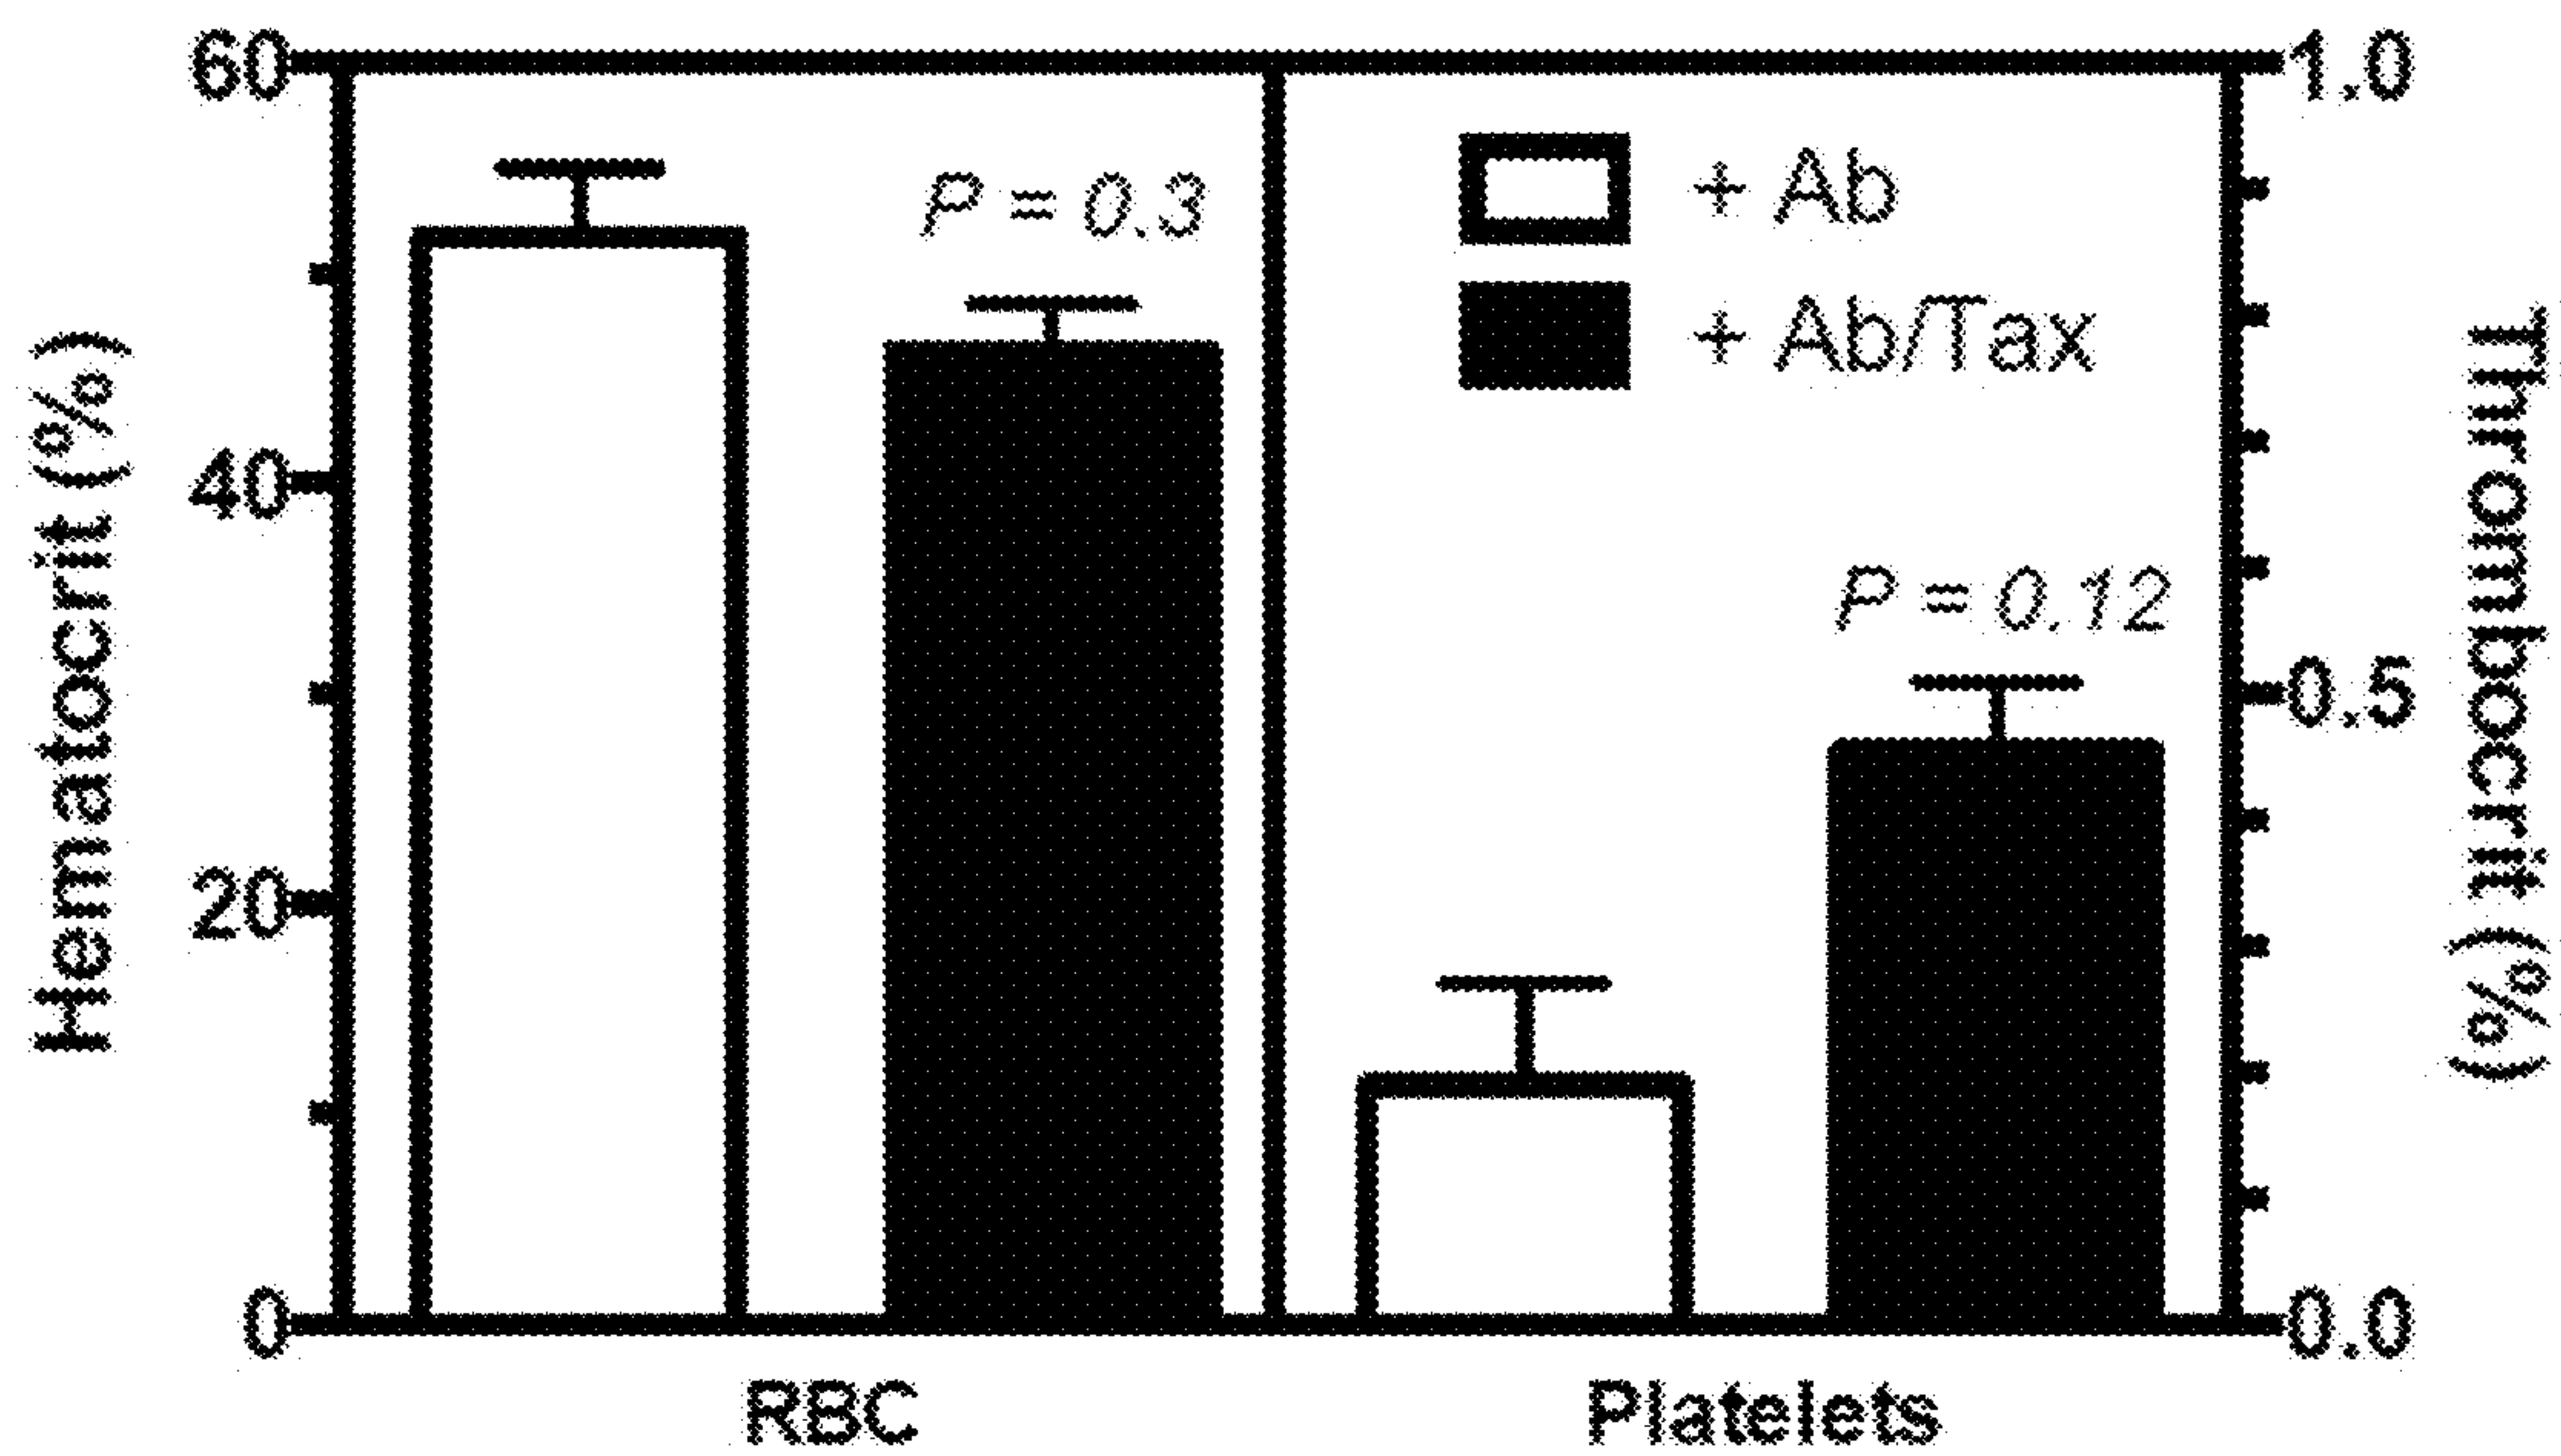 Hematocrit (%)
60
40
20
0
P = 0.3
+ Ab
+ Ab/Tax
P = 0.12
1.0
0.5
0.0
Thrombocrit (%)
RBC
Platelets